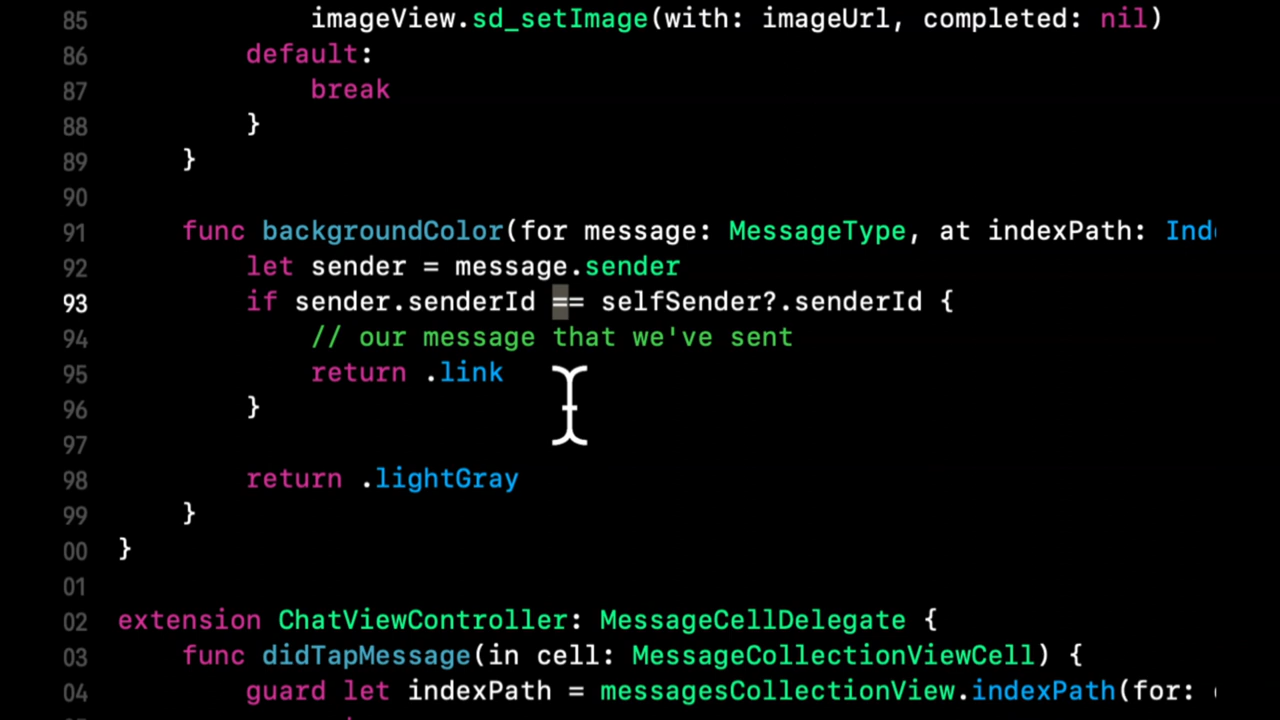 85 imageView.sd_setImage(with: imageUrl, completed: nil)
86 default:
87 break
88 }
89 }
90
91 func backgroundColor(for message: MessageType, at indexPath: Ind
92 let sender = message.sender
93 if sender.senderId == selfSender?.senderId {
94 // our message that we've sent
95 return .link
96 }
97
98 return .lightGray
99 }
00 }
01
02 extension ChatViewController: MessageCellDelegate {
03 func didTapMessage(in cell: MessageCollectionViewCell) {
04 guard let indexPath = messagesCollectionView.indexPath(for: